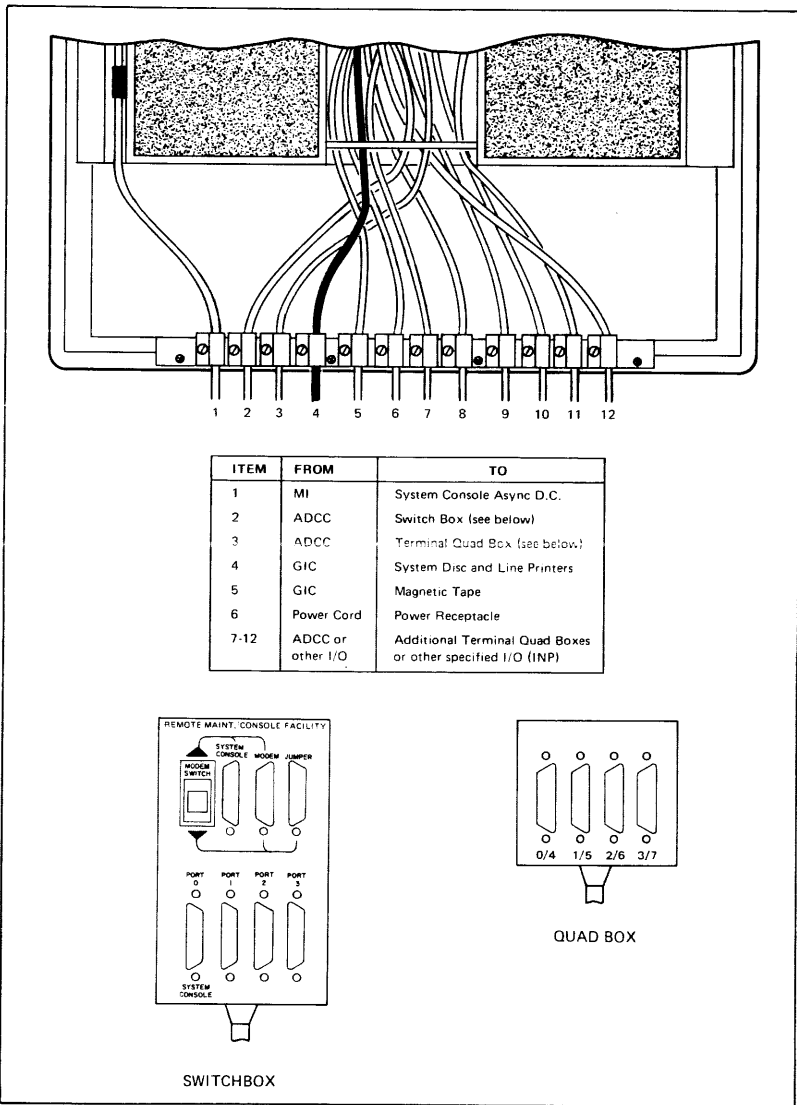 1 2 3 4 5 6 7 8 9 10 11 12
ITEM FROM TO
1 MI System Console Async D.C.
2 ADCC Switch Box (see below)
3 ADCC Terminal Quad Box (see below)
4 GIC System Disc and Line Printers
5 GIC Magnetic Tape
6 Power Cord Power Receptacle
7-12 ADCC or Additional Terminal Quad Boxes
other I/O or other specified I/O (INP)
REMOTE MAINT. CONSOLE FACILITY
SYSTEM
CONSOLE MODEM JUMPER
MODEM
SWITCH
PORT PORT PORT PORT
0 1 2 3
SYSTEM
CONSOLE
SWITCHBOX
0/4 1/5 2/6 3/7
QUAD BOX